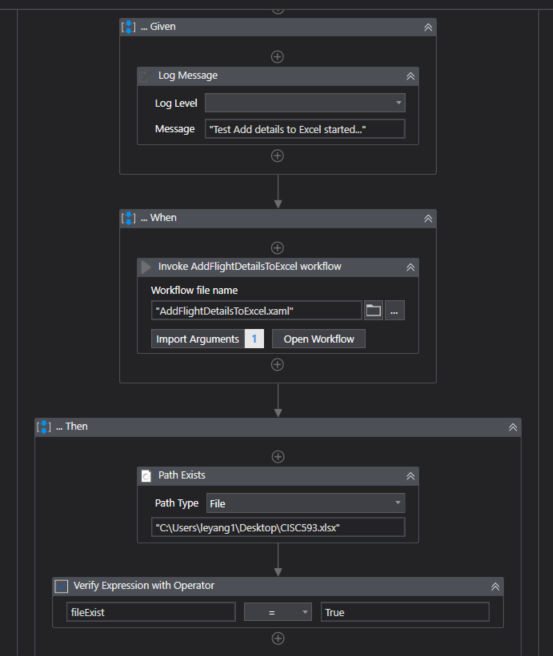 ... Given
Log Message
Log Level
Message "Test Add details to Excel started..."
... When
Invoke AddFlightDetailsToExcel workflow
Workflow file name
"AddFlightDetailsToExcel.xaml" ...
Import Arguments 1 Open Workflow
... Then
Path Exists
Path Type File
"C:\Users\leyang1\Desktop\CISC593.xlsx"
Verify Expression with Operator
fileExist = True